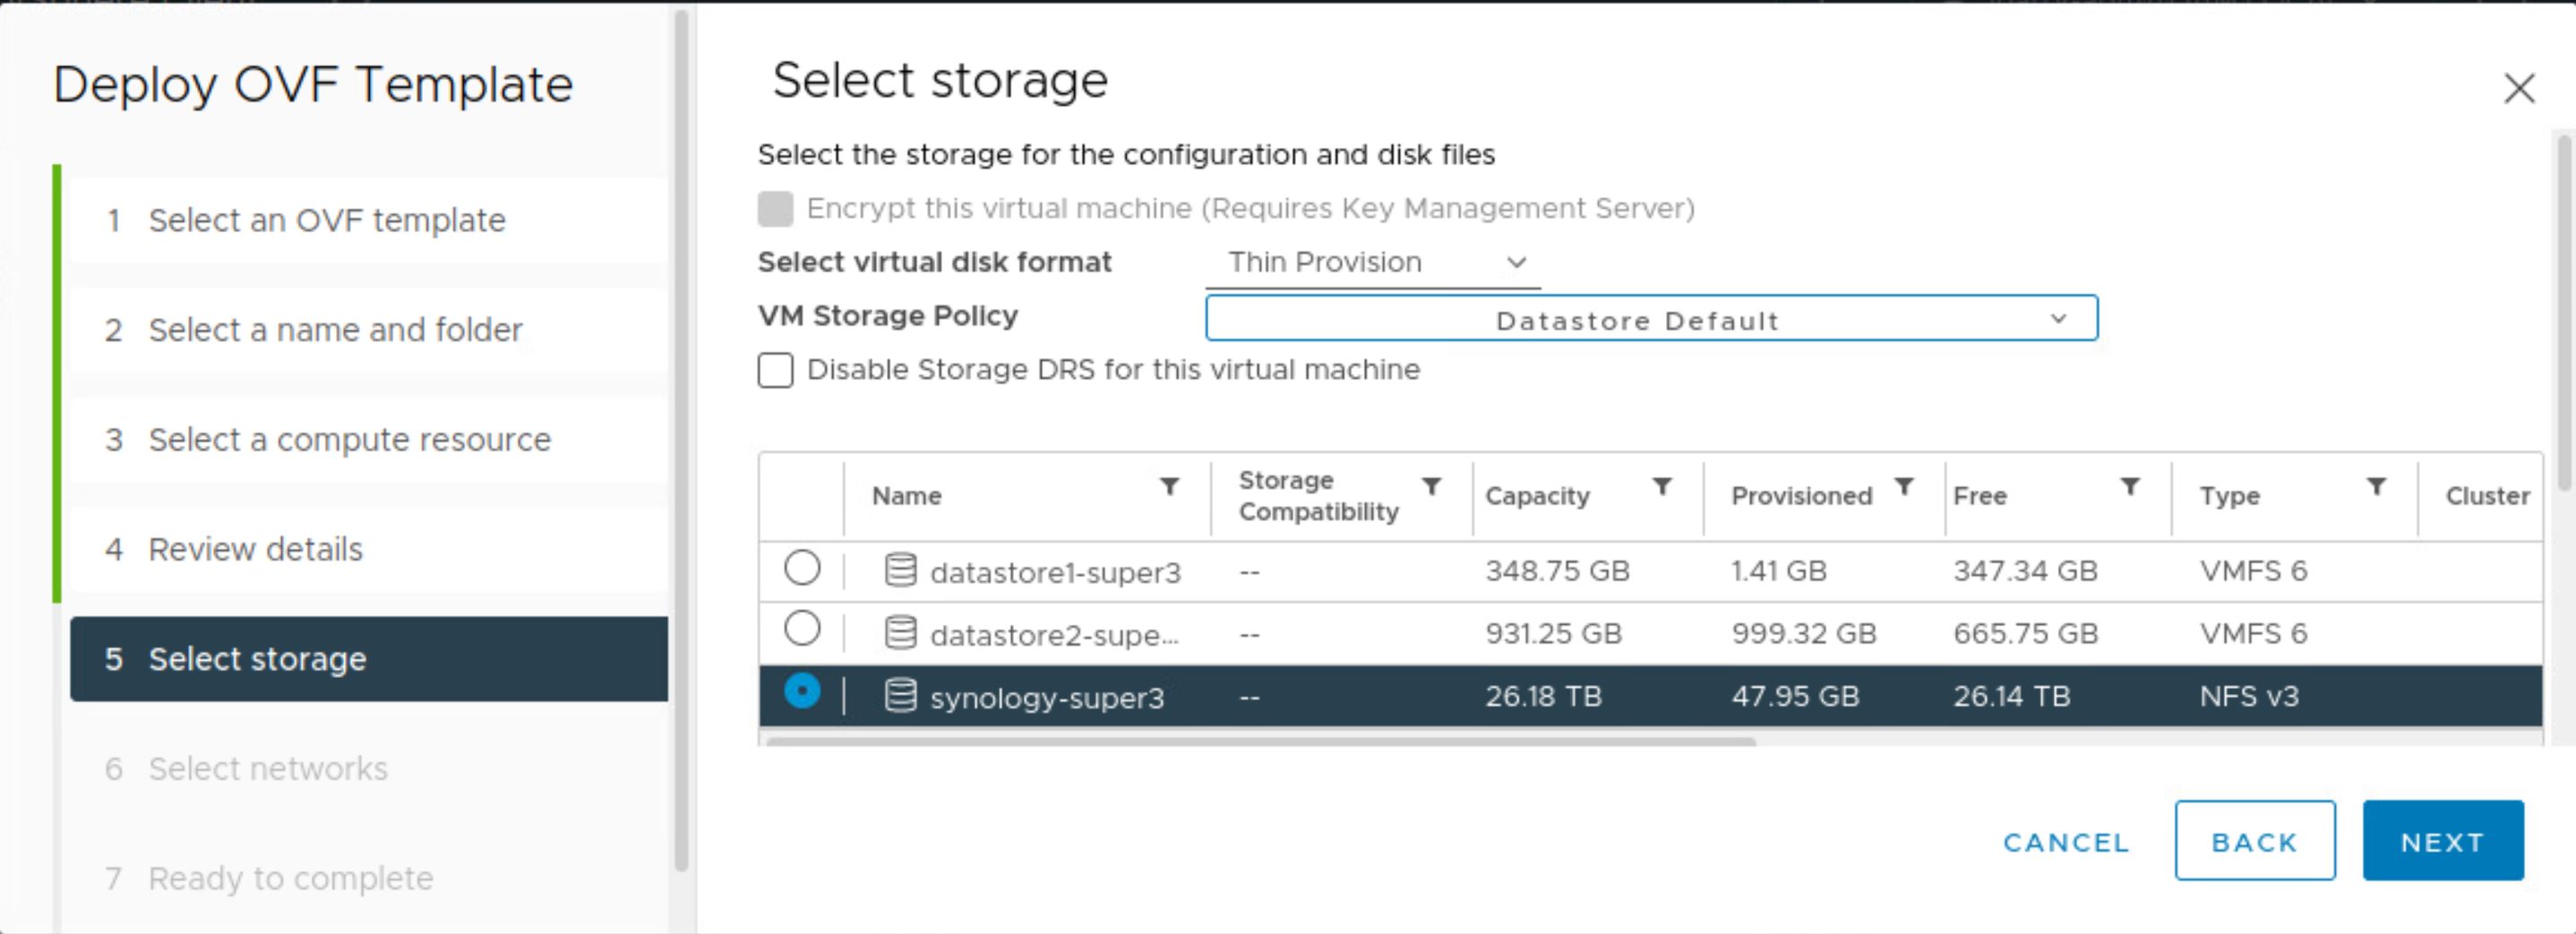 Deploy OVF Template
1 Select an OVF template
2 Select a name and folder
3 Select a compute resource
4 Review details
5 Select storage
6 Select networks
7 Ready to complete
Select storage
Select the storage for the configuration and disk files
Encrypt this virtual machine (Requires Key Management Server)
Select virtual disk format Thin Provision
VM Storage Policy Datastore Default
Disable Storage DRS for this virtual machine
Name Storage Compatibility Capacity Provisioned Free Type Cluster
datastore1-super3 -- 348.75 GB 1.41 GB 347.34 GB VMFS 6
datastore2-supe... -- 931.25 GB 999.32 GB 665.75 GB VMFS 6
synology-super3 -- 26.18 TB 47.95 GB 26.14 TB NFS v3
CANCEL BACK NEXT